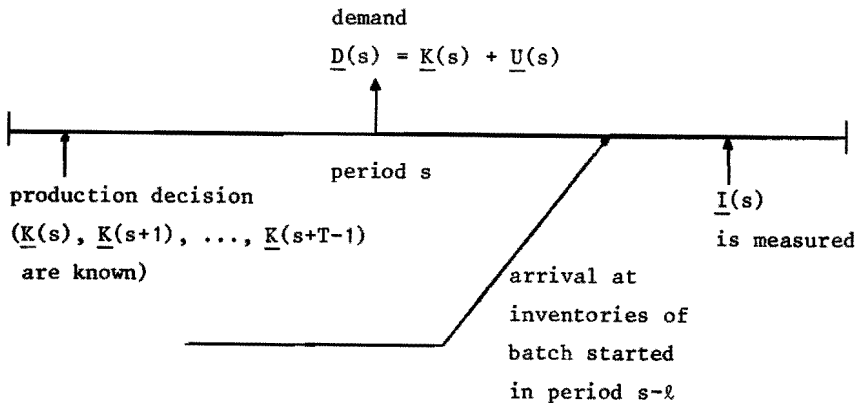 demand
D(s) = K(s) + U(s)
period s
production decision
(K(s), K(s+1), ..., K(s+T-1)
are known)
I(s)
is measured
arrival at
inventories of
batch started
in period s-ℓ